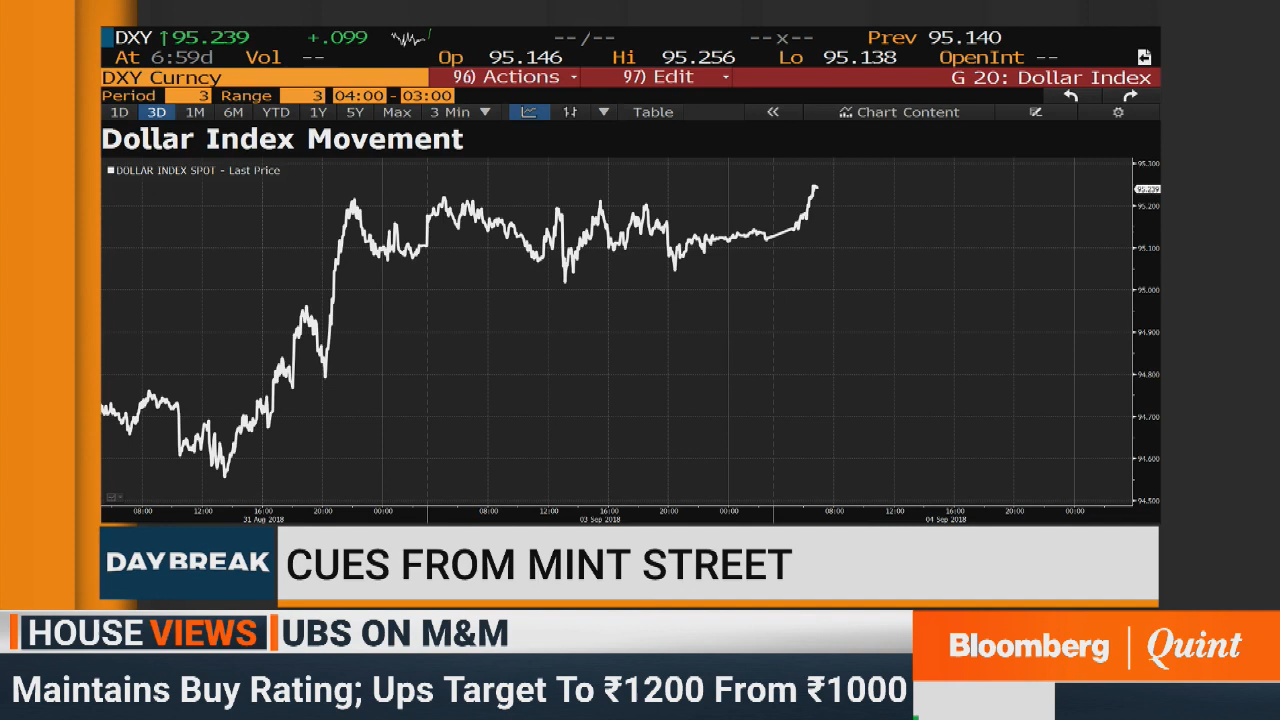 DXY ↑95.239 +.099 --/-- --x-- Prev 95.140
At 6:59d Vol -- Op 95.146 Hi 95.256 Lo 95.138 OpenInt --
DXY Curncy 96) Actions 97) Edit G 20: Dollar Index
Period 3 Range 3 04:00 - 03:00
1D 3D 1M 6M YTD 1Y 5Y Max 3 Min Table « Chart Content
Dollar Index Movement
DOLLAR INDEX SPOT - Last Price
95.300
95.239
95.200
95.100
95.000
94.900
94.800
94.700
94.600
94.500
08:00 12:00 16:00 20:00 00:00 08:00 12:00 16:00 20:00 00:00 08:00 12:00 16:00 20:00 00:00
31 Aug 2018 03 Sep 2018 04 Sep 2018
DAYBREAK
CUES FROM MINT STREET
HOUSE VIEWS UBS ON M&M
Bloomberg | Quint
Maintains Buy Rating; Ups Target To ₹1200 From ₹1000